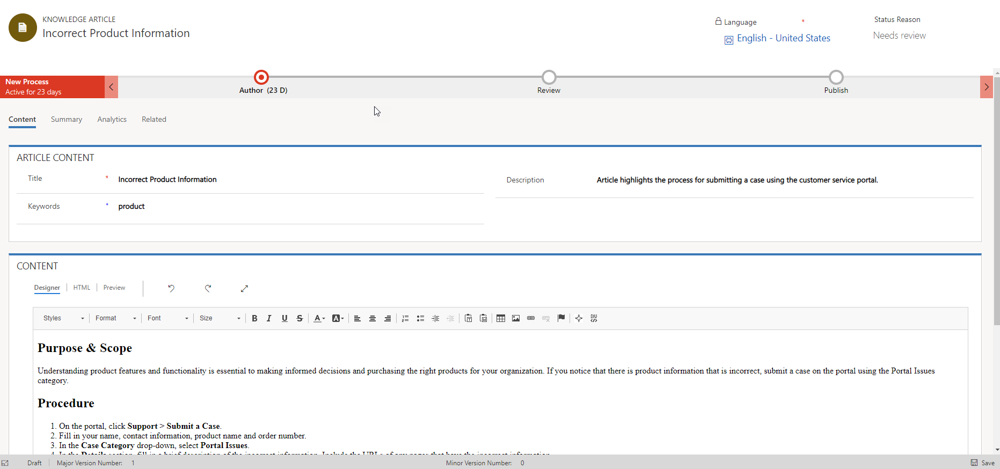 KNOWLEDGE ARTICLE
Incorrect Product Information
Language *
English - United States
Status Reason
Needs review
New Process
Active for 23 days
Author (23 D)
Review
Publish
Content Summary Analytics Related
ARTICLE CONTENT
Title * Incorrect Product Information
Description Article highlights the process for submitting a case using the customer service portal.
Keywords + product
CONTENT
Designer HTML Preview
Styles Format Font Size B I U S A A
Purpose & Scope
Understanding product features and functionality is essential to making informed decisions and purchasing the right products for your organization. If you notice that there is product information that is incorrect, submit a case on the portal using the Portal Issues
category.
Procedure
1. On the portal, click Support > Submit a Case.
2. Fill in your name, contact information, product name and order number.
3. In the Case Category drop-down, select Portal Issues.
4. In the Details section, fill in a brief description of the incorrect information. Include the URLs of any pages that have the incorrect information.
Draft Major Version Number: 1 Minor Version Number: 0 Save